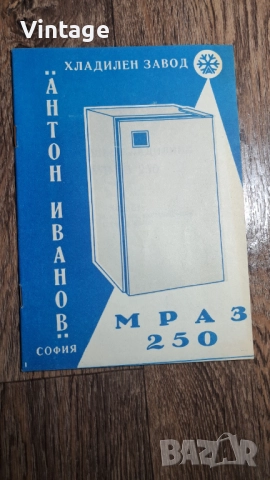 Vintage
ХЛАДИЛЕН ЗАВОД
"АНТОН ИВАНОВ"
СОФИЯ
МРАЗ
250
BAZAR